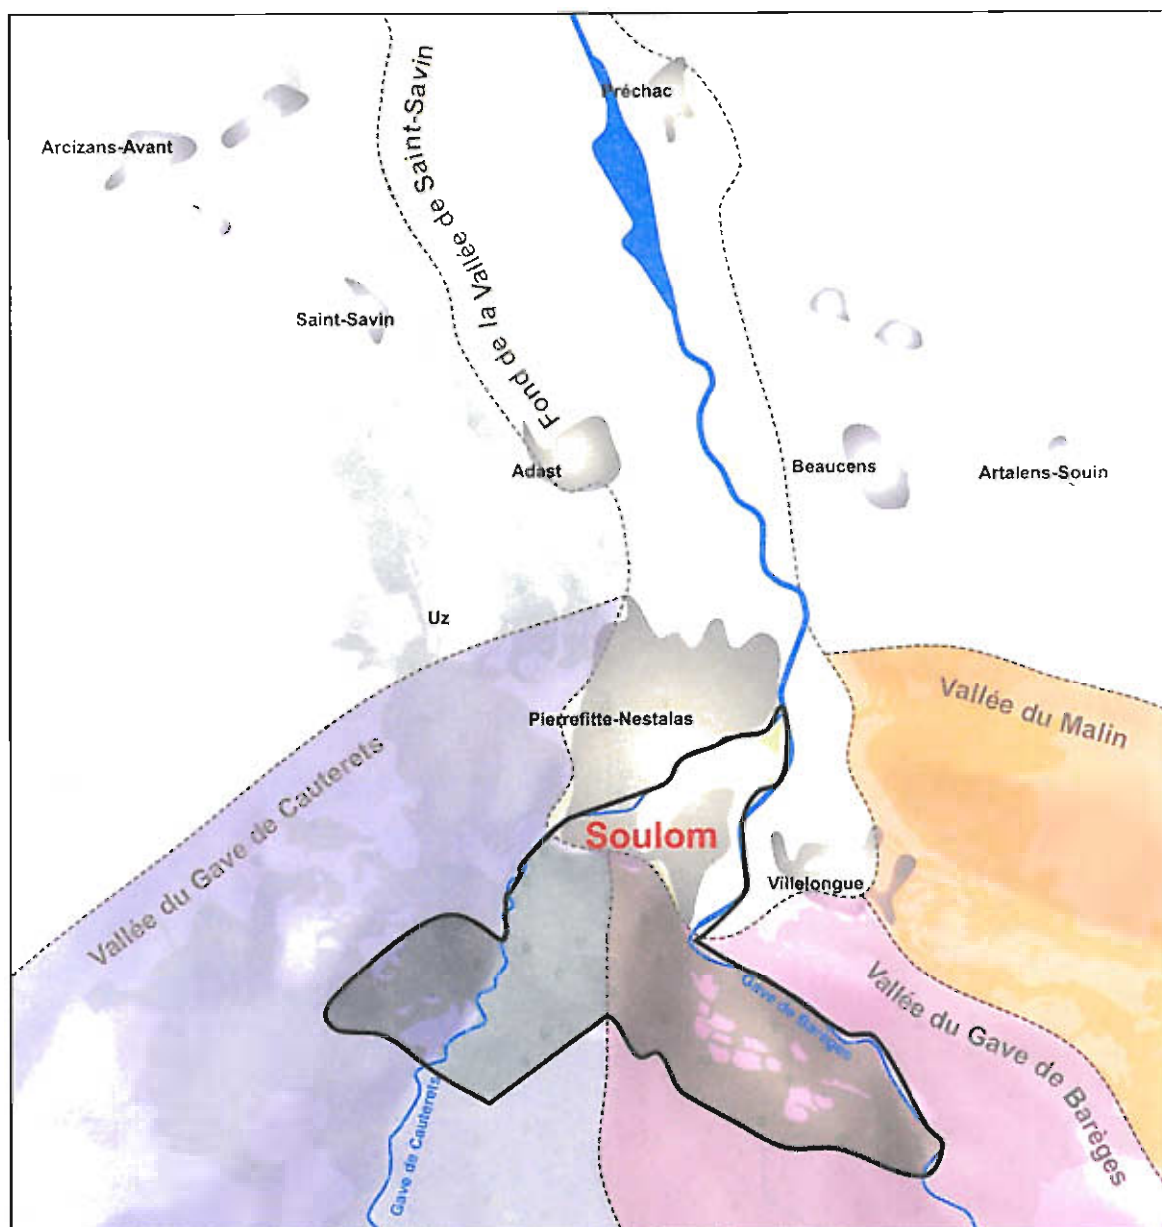 Préchac
Arcizans-Avant
Fond de la Vallée de Saint-Savin
Saint-Savin
Adast
Beaucens
Artalens-Souin
Uz
Vallée du Malin
Pierrefitte-Nestalas
Vallée du Gave de Cauterets
Soulom
Villelongue
Gave de Barèges
Vallée du Gave de Barèges
Gave de Cauterets